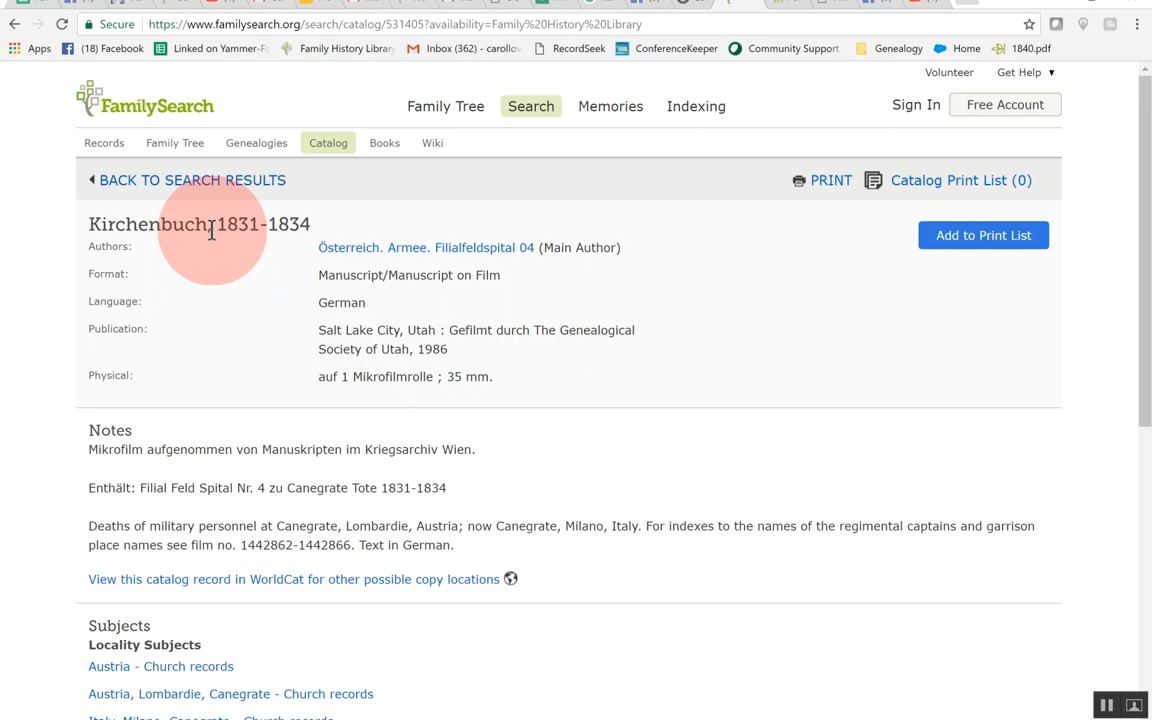 Secure https://www.familysearch.org/search/catalog/531405?availability=Family%20History%20Library
Apps (18) Facebook Linked on Yammer-F Family History Library Inbox (362) - carollov RecordSeek ConferenceKeeper Community Support Genealogy Home 1840.pdf
Volunteer Get Help
FamilySearch Family Tree Search Memories Indexing Sign In Free Account
Records Family Tree Genealogies Catalog Books Wiki
BACK TO SEARCH RESULTS PRINT Catalog Print List (0)
Kirchenbuch, 1831-1834
Add to Print List
Authors: Österreich. Armee. Filialfeldspital 04 (Main Author)
Format: Manuscript/Manuscript on Film
Language: German
Publication: Salt Lake City, Utah : Gefilmt durch The Genealogical
Society of Utah, 1986
Physical: auf 1 Mikrofilmrolle ; 35 mm.
Notes
Mikrofilm aufgenommen von Manuskripten im Kriegsarchiv Wien.
Enthält: Filial Feld Spital Nr. 4 zu Canegrate Tote 1831-1834
Deaths of military personnel at Canegrate, Lombardie, Austria; now Canegrate, Milano, Italy. For indexes to the names of the regimental captains and garrison
place names see film no. 1442862-1442866. Text in German.
View this catalog record in WorldCat for other possible copy locations
Subjects
Locality Subjects
Austria - Church records
Austria, Lombardie, Canegrate - Church records
Italy, Milano, Canegrate - Church records